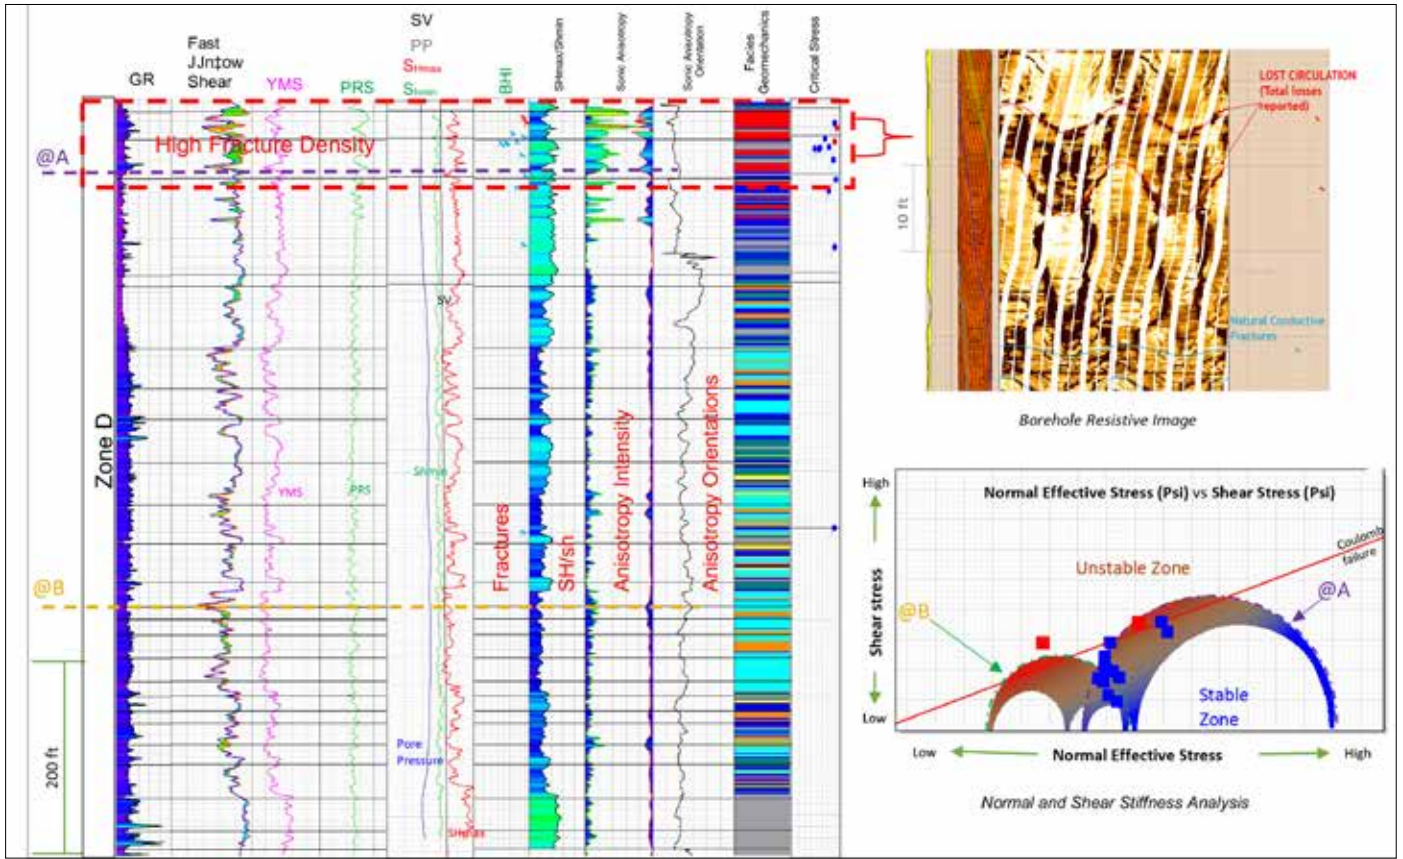 GR
Fast
JJn‡ow
Shear
YMS
PRS
SV
PP
SHmax
BHI
SHmax/Shmin
Sonic Anisotropy
Sonic Anisotropy
Orientation
Facies
Geomechanics
Critical Stress
@A
High Fracture Density
Zone D
SV
Shmin
YMS
PRS
Fractures
SH/sh
Anisotropy Intensity
Anisotropy Orientations
@B
200 ft
Pore
Pressure
SHmax
LOST CIRCULATION
(Total losses
reported)
10 ft
Natural Conductive
Fractures
Borehole Resistive Image
High
Shear stress
Low
Normal Effective Stress (Psi) vs Shear Stress (Psi)
Coulomb
failure
Unstable Zone
@A
@B
Stable
Zone
Low
Normal Effective Stress
High
Normal and Shear Stiffness Analysis